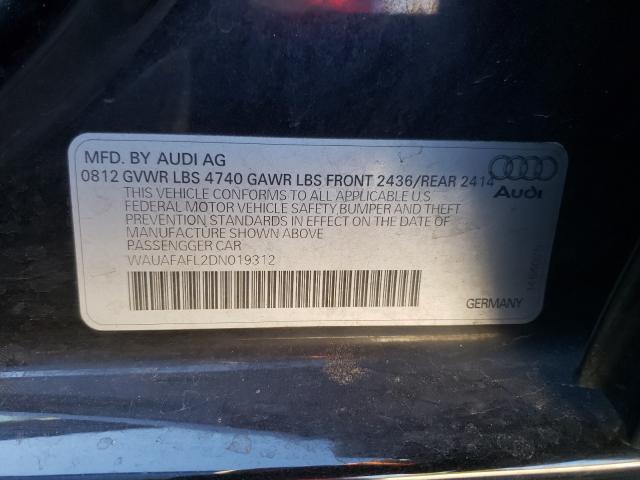 MFD. BY AUDI AG
0812 GVWR LBS 4740 GAWR LBS FRONT 2436/REAR 2414
THIS VEHICLE CONFORMS TO ALL APPLICABLE U.S
FEDERAL MOTOR VEHICLE SAFETY,BUMPER AND THEFT
PREVENTION STANDARDS IN EFFECT ON THE DATE OF
MANUFACTURE SHOWN ABOVE
PASSENGGER CAR
WAUAFAFL2DN019312
Audi
GERMANY